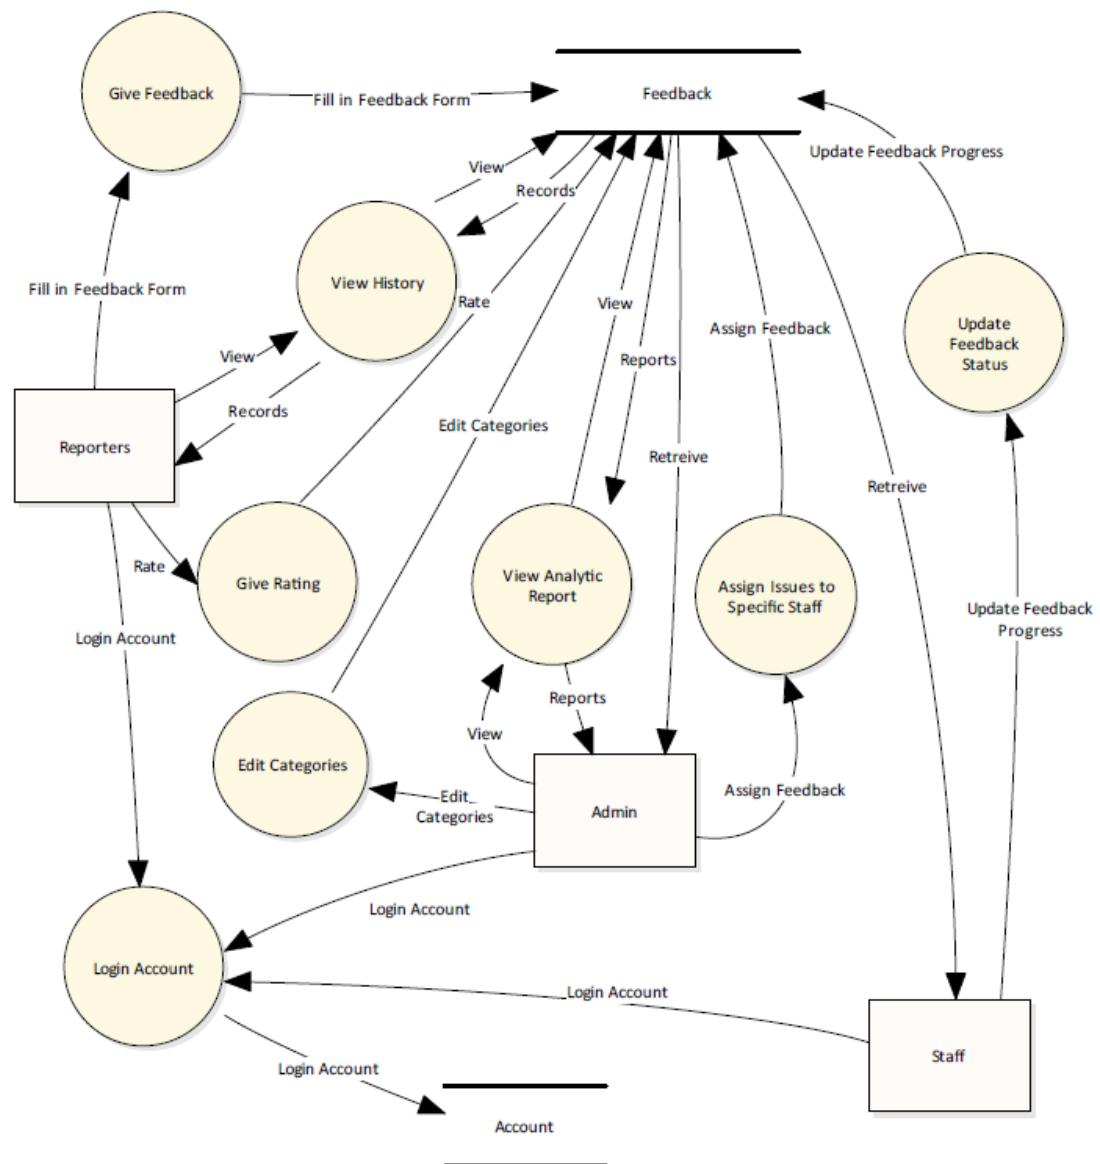 Give Feedback
Fill in Feedback Form
Feedback
Update Feedback Progress
View
Records
View History
Fill in Feedback Form
Rate
View
Assign Feedback
Update
Feedback
Status
View
Reports
Records
Edit Categories
Reporters
Retreive
Retreive
Rate
Give Rating
View Analytic
Report
Assign Issues to
Specific Staff
Update Feedback
Progress
Login Account
Reports
View
Edit Categories
Edit
Categories
Assign Feedback
Admin
Login Account
Login Account
Login Account
Staff
Login Account
Account